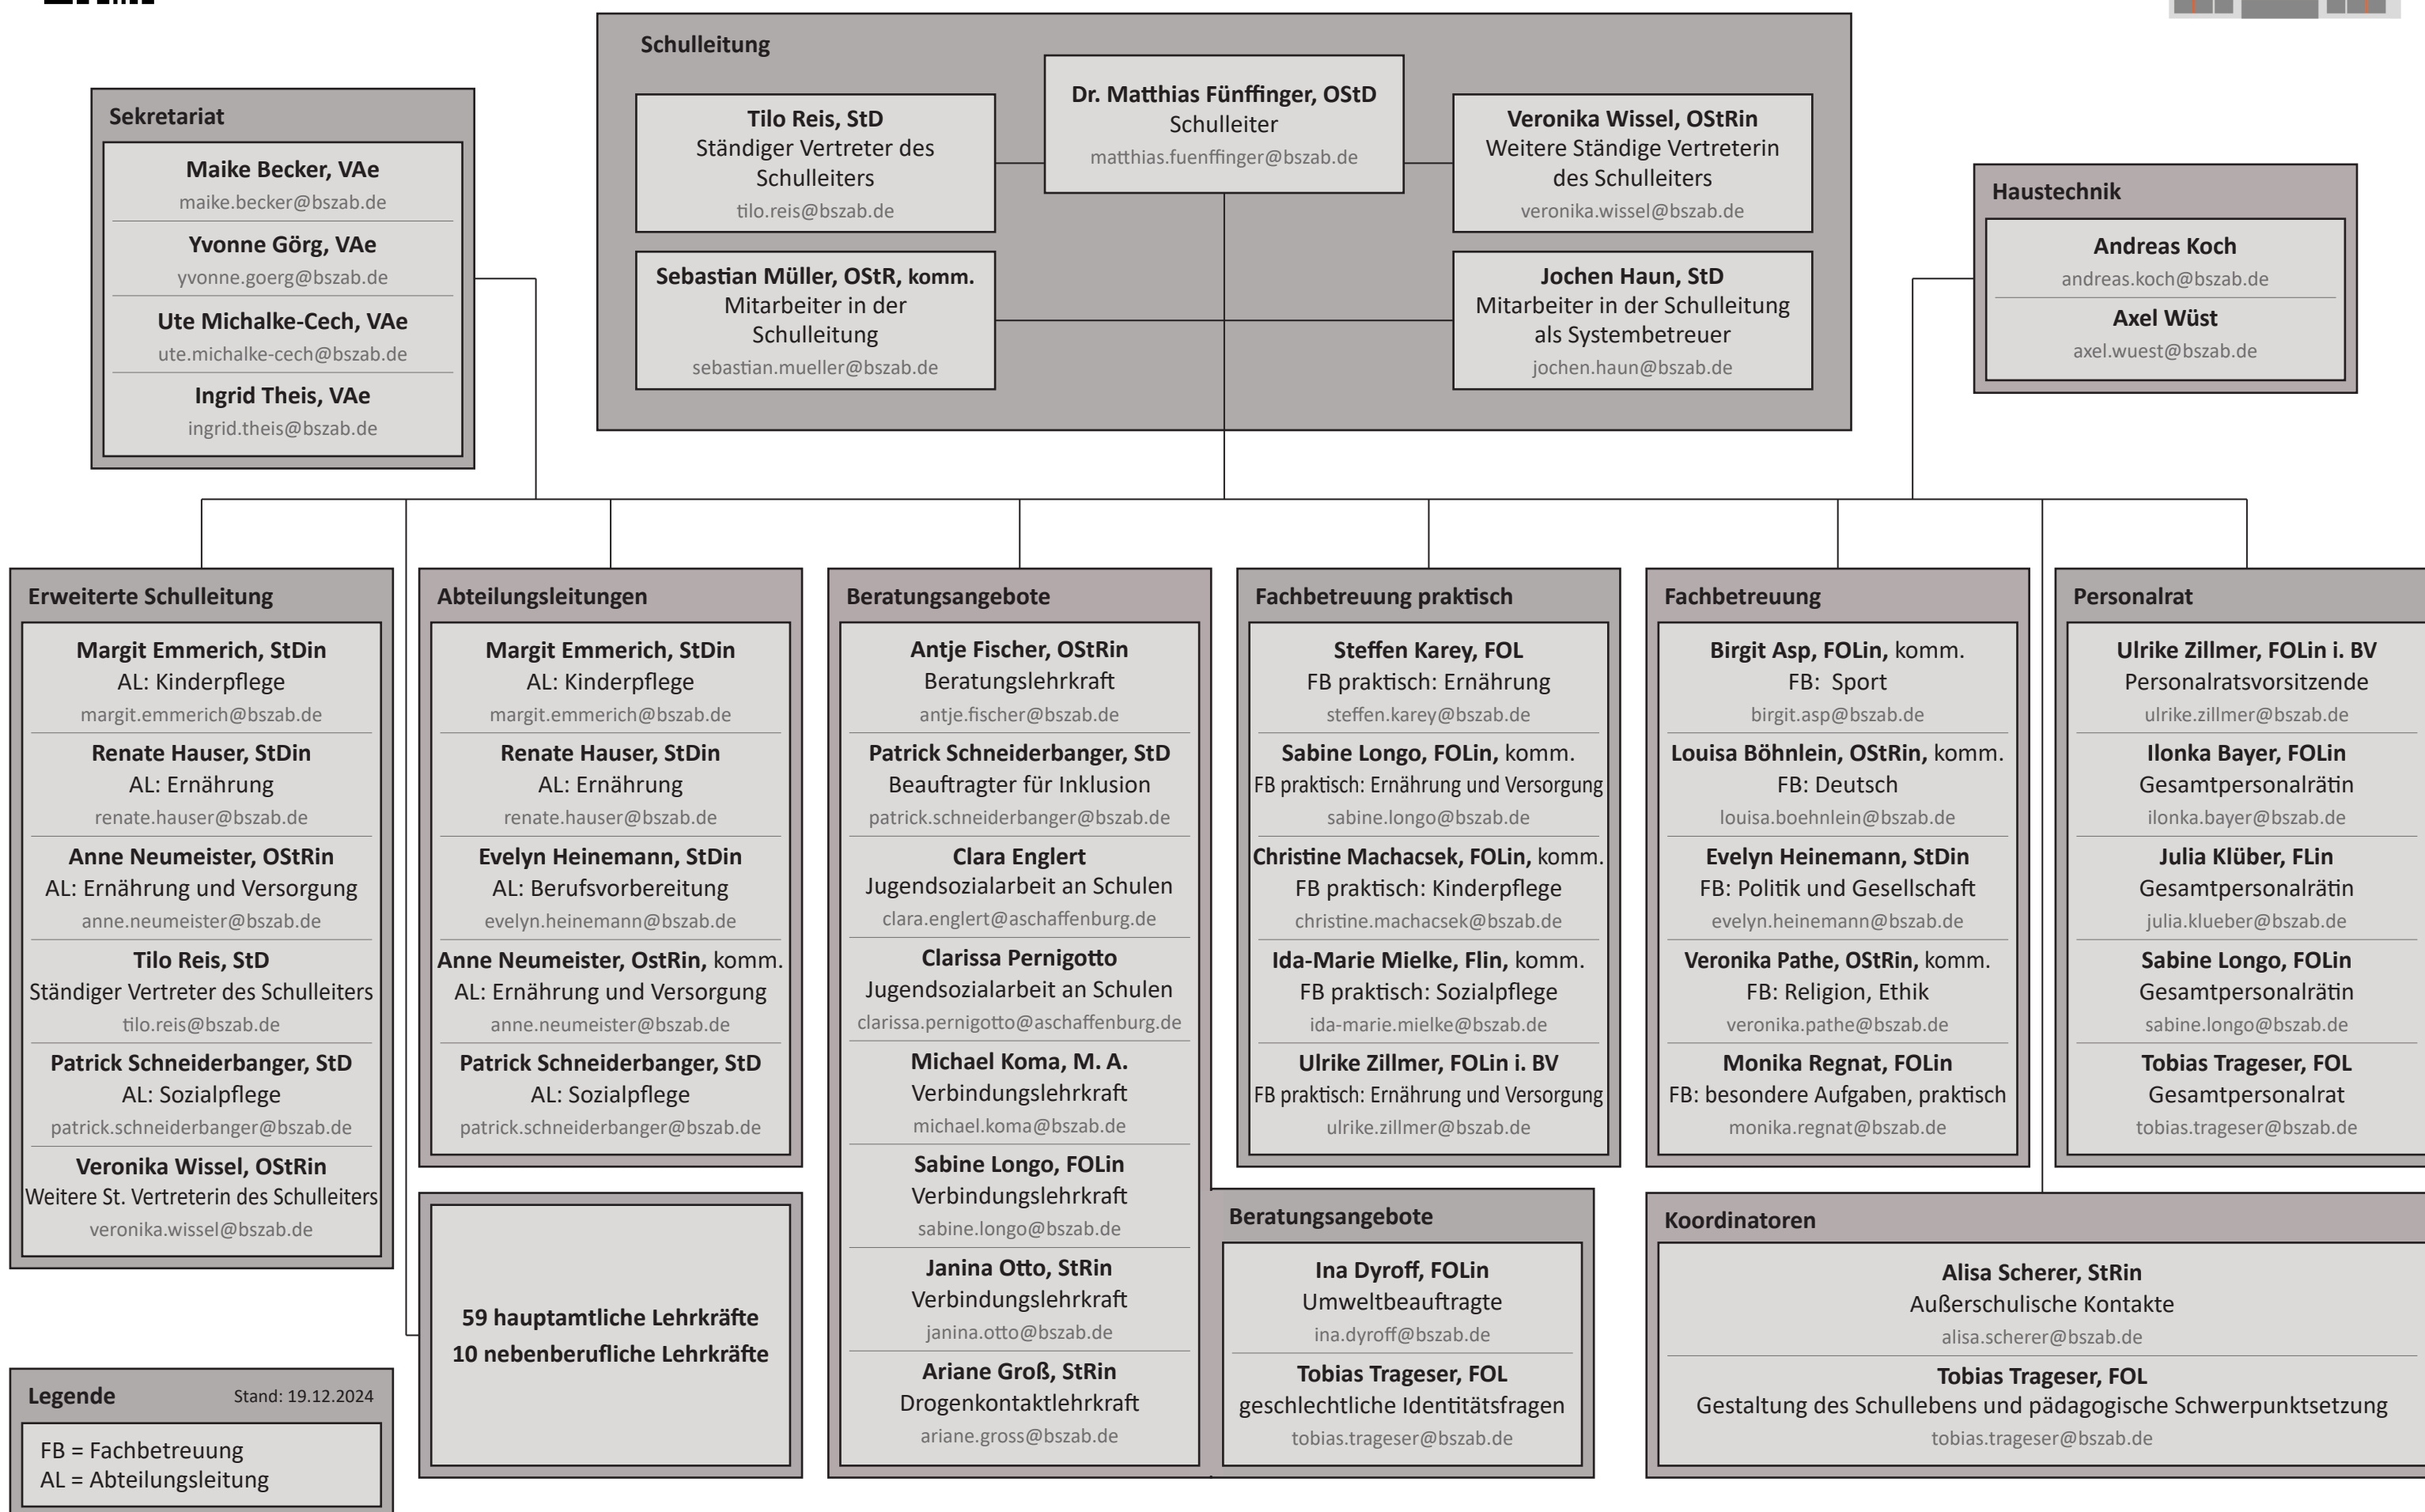 Schulleitung
Dr. Matthias Fünffinger, OStD
Schulleiter
matthias.fuenffinger@bszab.de
Tilo Reis, StD
Ständiger Vertreter des
Schulleiters
tilo.reis@bszab.de
Veronika Wissel, OStRin
Weitere Ständige Vertreterin
des Schulleiters
veronika.wissel@bszab.de
Sebastian Müller, OStR, komm.
Mitarbeiter in der
Schulleitung
sebastian.mueller@bszab.de
Jochen Haun, StD
Mitarbeiter in der Schulleitung
als Systembetreuer
jochen.haun@bszab.de
Sekretariat
Maike Becker, VAe
maike.becker@bszab.de
Yvonne Görg, VAe
yvonne.goerg@bszab.de
Ute Michalke-Cech, VAe
ute.michalke-cech@bszab.de
Ingrid Theis, VAe
ingrid.theis@bszab.de
Haustechnik
Andreas Koch
andreas.koch@bszab.de
Axel Wüst
axel.wuest@bszab.de
Erweiterte Schulleitung
Margit Emmerich, StDin
AL: Kinderpflege
margit.emmerich@bszab.de
Renate Hauser, StDin
AL: Ernährung
renate.hauser@bszab.de
Anne Neumeister, OStRin
AL: Ernährung und Versorgung
anne.neumeister@bszab.de
Tilo Reis, StD
Ständiger Vertreter des Schulleiters
tilo.reis@bszab.de
Patrick Schneiderbanger, StD
AL: Sozialpflege
patrick.schneiderbanger@bszab.de
Veronika Wissel, OStRin
Weitere St. Vertreterin des Schulleiters
veronika.wissel@bszab.de
Abteilungsleitungen
Margit Emmerich, StDin
AL: Kinderpflege
margit.emmerich@bszab.de
Renate Hauser, StDin
AL: Ernährung
renate.hauser@bszab.de
Evelyn Heinemann, StDin
AL: Berufsvorbereitung
evelyn.heinemann@bszab.de
Anne Neumeister, OstRin, komm.
AL: Ernährung und Versorgung
anne.neumeister@bszab.de
Patrick Schneiderbanger, StD
AL: Sozialpflege
patrick.schneiderbanger@bszab.de
59 hauptamtliche Lehrkräfte
10 nebenberufliche Lehrkräfte
Beratungsangebote
Antje Fischer, OStRin
Beratungslehrkraft
antje.fischer@bszab.de
Patrick Schneiderbanger, StD
Beauftragter für Inklusion
patrick.schneiderbanger@bszab.de
Clara Englert
Jugendsozialarbeit an Schulen
clara.englert@aschaffenburg.de
Clarissa Pernigotto
Jugendsozialarbeit an Schulen
clarissa.pernigotto@aschaffenburg.de
Michael Koma, M. A.
Verbindungslehrkraft
michael.koma@bszab.de
Sabine Longo, FOLin
Verbindungslehrkraft
sabine.longo@bszab.de
Janina Otto, StRin
Verbindungslehrkraft
janina.otto@bszab.de
Ariane Groß, StRin
Drogenkontaktlehrkraft
ariane.gross@bszab.de
Fachbetreuung praktisch
Steffen Karey, FOL
FB praktisch: Ernährung
steffen.karey@bszab.de
Sabine Longo, FOLin, komm.
FB praktisch: Ernährung und Versorgung
sabine.longo@bszab.de
Christine Machacsek, FOLin, komm.
FB praktisch: Kinderpflege
christine.machacsek@bszab.de
Ida-Marie Mielke, Flin, komm.
FB praktisch: Sozialpflege
ida-marie.mielke@bszab.de
Ulrike Zillmer, FOLin i. BV
FB praktisch: Ernährung und Versorgung
ulrike.zillmer@bszab.de
Beratungsangebote
Ina Dyroff, FOLin
Umweltbeauftragte
ina.dyroff@bszab.de
Tobias Trageser, FOL
geschlechtliche Identitätsfragen
tobias.trageser@bszab.de
Fachbetreuung
Birgit Asp, FOLin, komm.
FB: Sport
birgit.asp@bszab.de
Louisa Böhnlein, OStRin, komm.
FB: Deutsch
louisa.boehnlein@bszab.de
Evelyn Heinemann, StDin
FB: Politik und Gesellschaft
evelyn.heinemann@bszab.de
Veronika Pathe, OStRin, komm.
FB: Religion, Ethik
veronika.pathe@bszab.de
Monika Regnat, FOLin
FB: besondere Aufgaben, praktisch
monika.regnat@bszab.de
Personalrat
Ulrike Zillmer, FOLin i. BV
Personalratsvorsitzende
ulrike.zillmer@bszab.de
Ilonka Bayer, FOLin
Gesamtpersonalrätin
ilonka.bayer@bszab.de
Julia Klüber, FLin
Gesamtpersonalrätin
julia.klueber@bszab.de
Sabine Longo, FOLin
Gesamtpersonalrätin
sabine.longo@bszab.de
Tobias Trageser, FOL
Gesamtpersonalrat
tobias.trageser@bszab.de
Koordinatoren
Alisa Scherer, StRin
Außerschulische Kontakte
alisa.scherer@bszab.de
Tobias Trageser, FOL
Gestaltung des Schullebens und pädagogische Schwerpunktsetzung
tobias.trageser@bszab.de
Legende Stand: 19.12.2024
FB = Fachbetreuung
AL = Abteilungsleitung